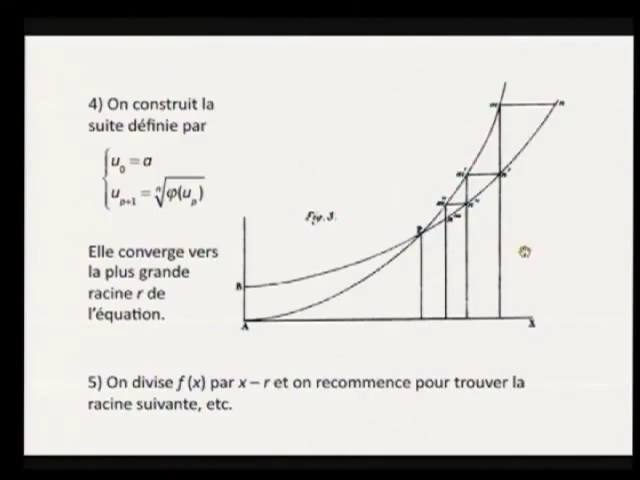 4) On construit la
suite définie par
u₀ = a
uₚ₊₁ = ⁿ√φ(uₚ)
Elle converge vers
la plus grande
racine r de
l'équation.
Fig. 3.
m
n
m'
n'
m''
n''
B
A
X
5) On divise f (x) par x – r et on recommence pour trouver la
racine suivante, etc.